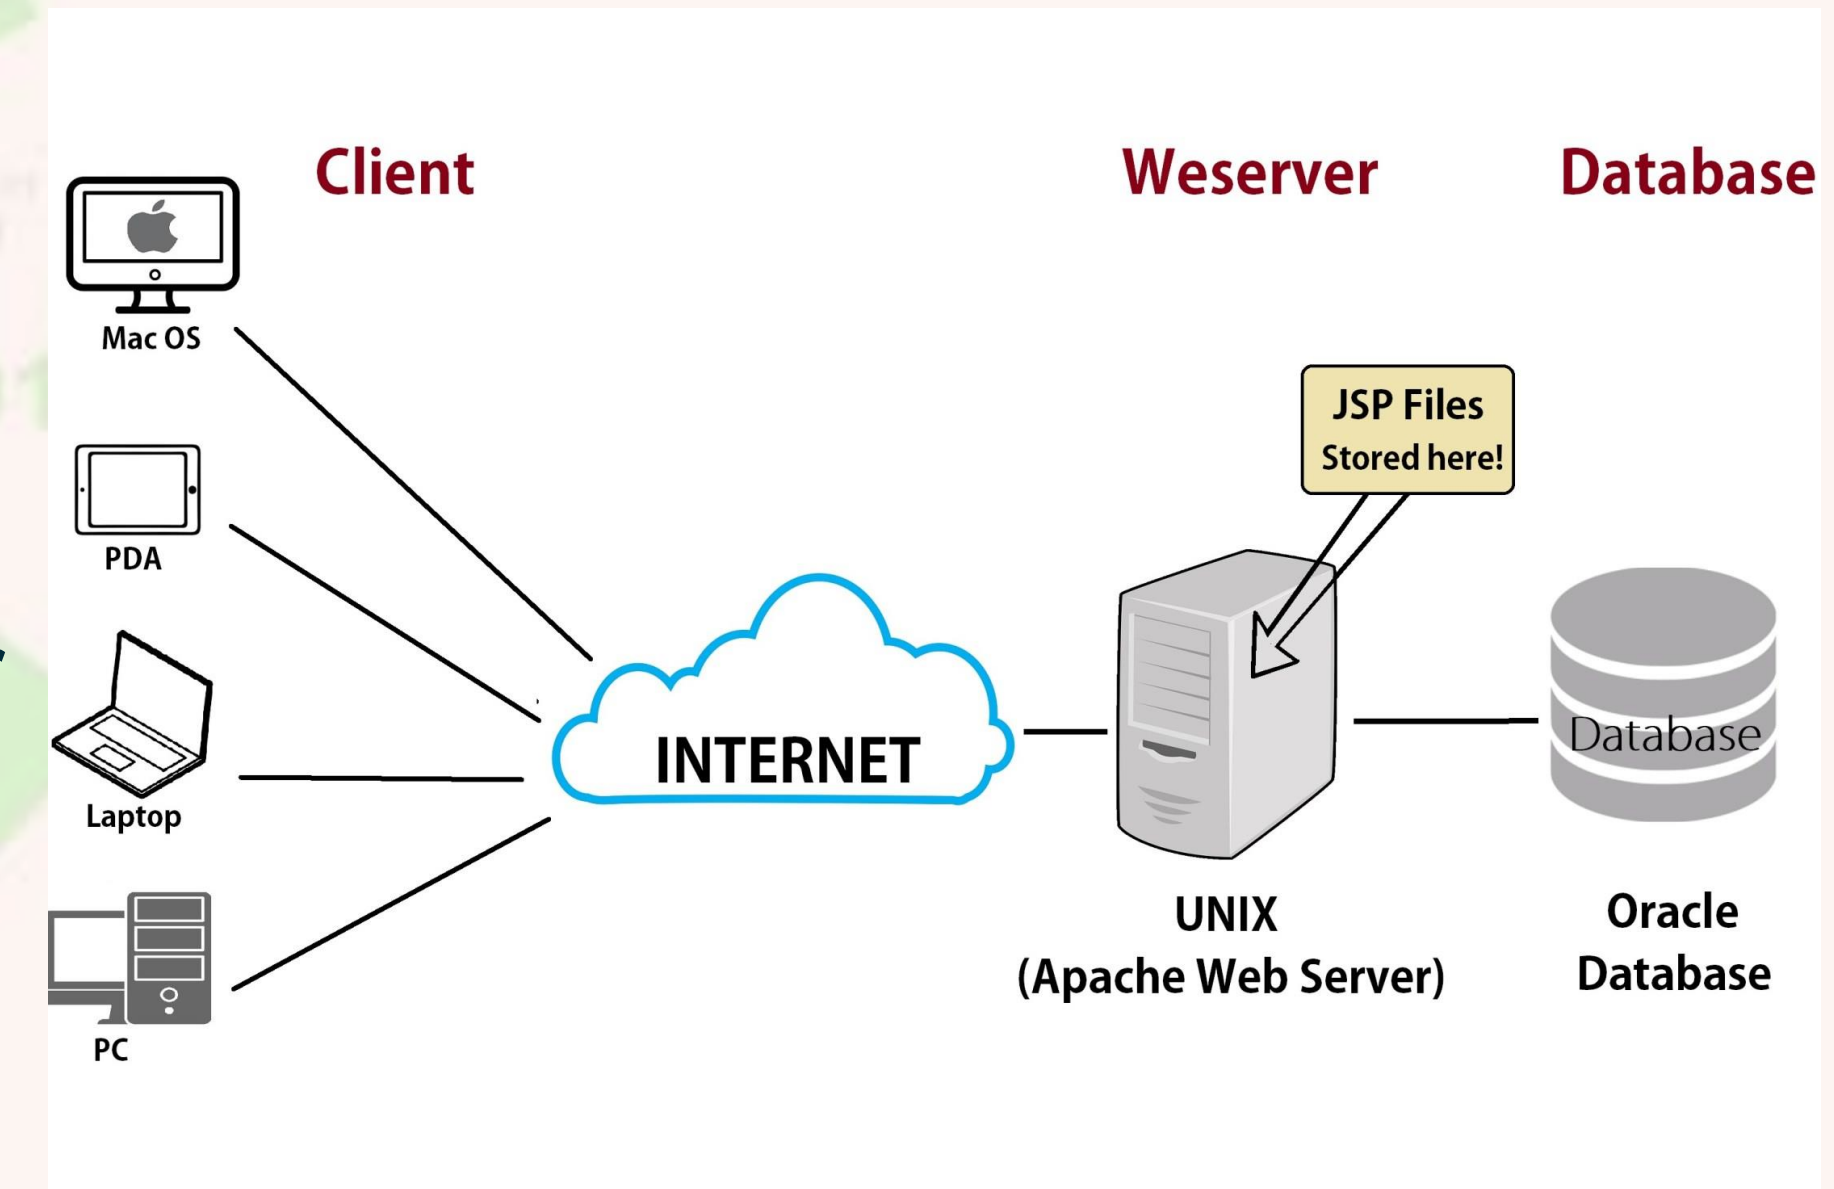 Client
Weserver
Database
Mac OS
JSP Files
Stored here!
PDA
Laptop
INTERNET
Database
PC
UNIX
(Apache Web Server)
Oracle
Database